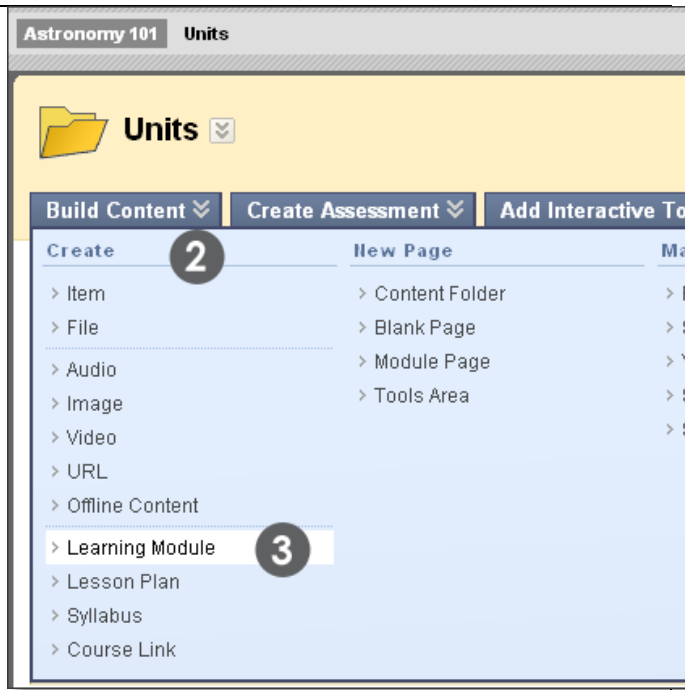 Astronomy 101 Units
Units
Build Content Create Assessment Add Interactive
2
Create
Item
File
Audio
Image
Video
URL
Offline Content
Learning Module 3
Lesson Plan
Syllabus
Course Link
New Page
Content Folder
Blank Page
Module Page
Tools Area